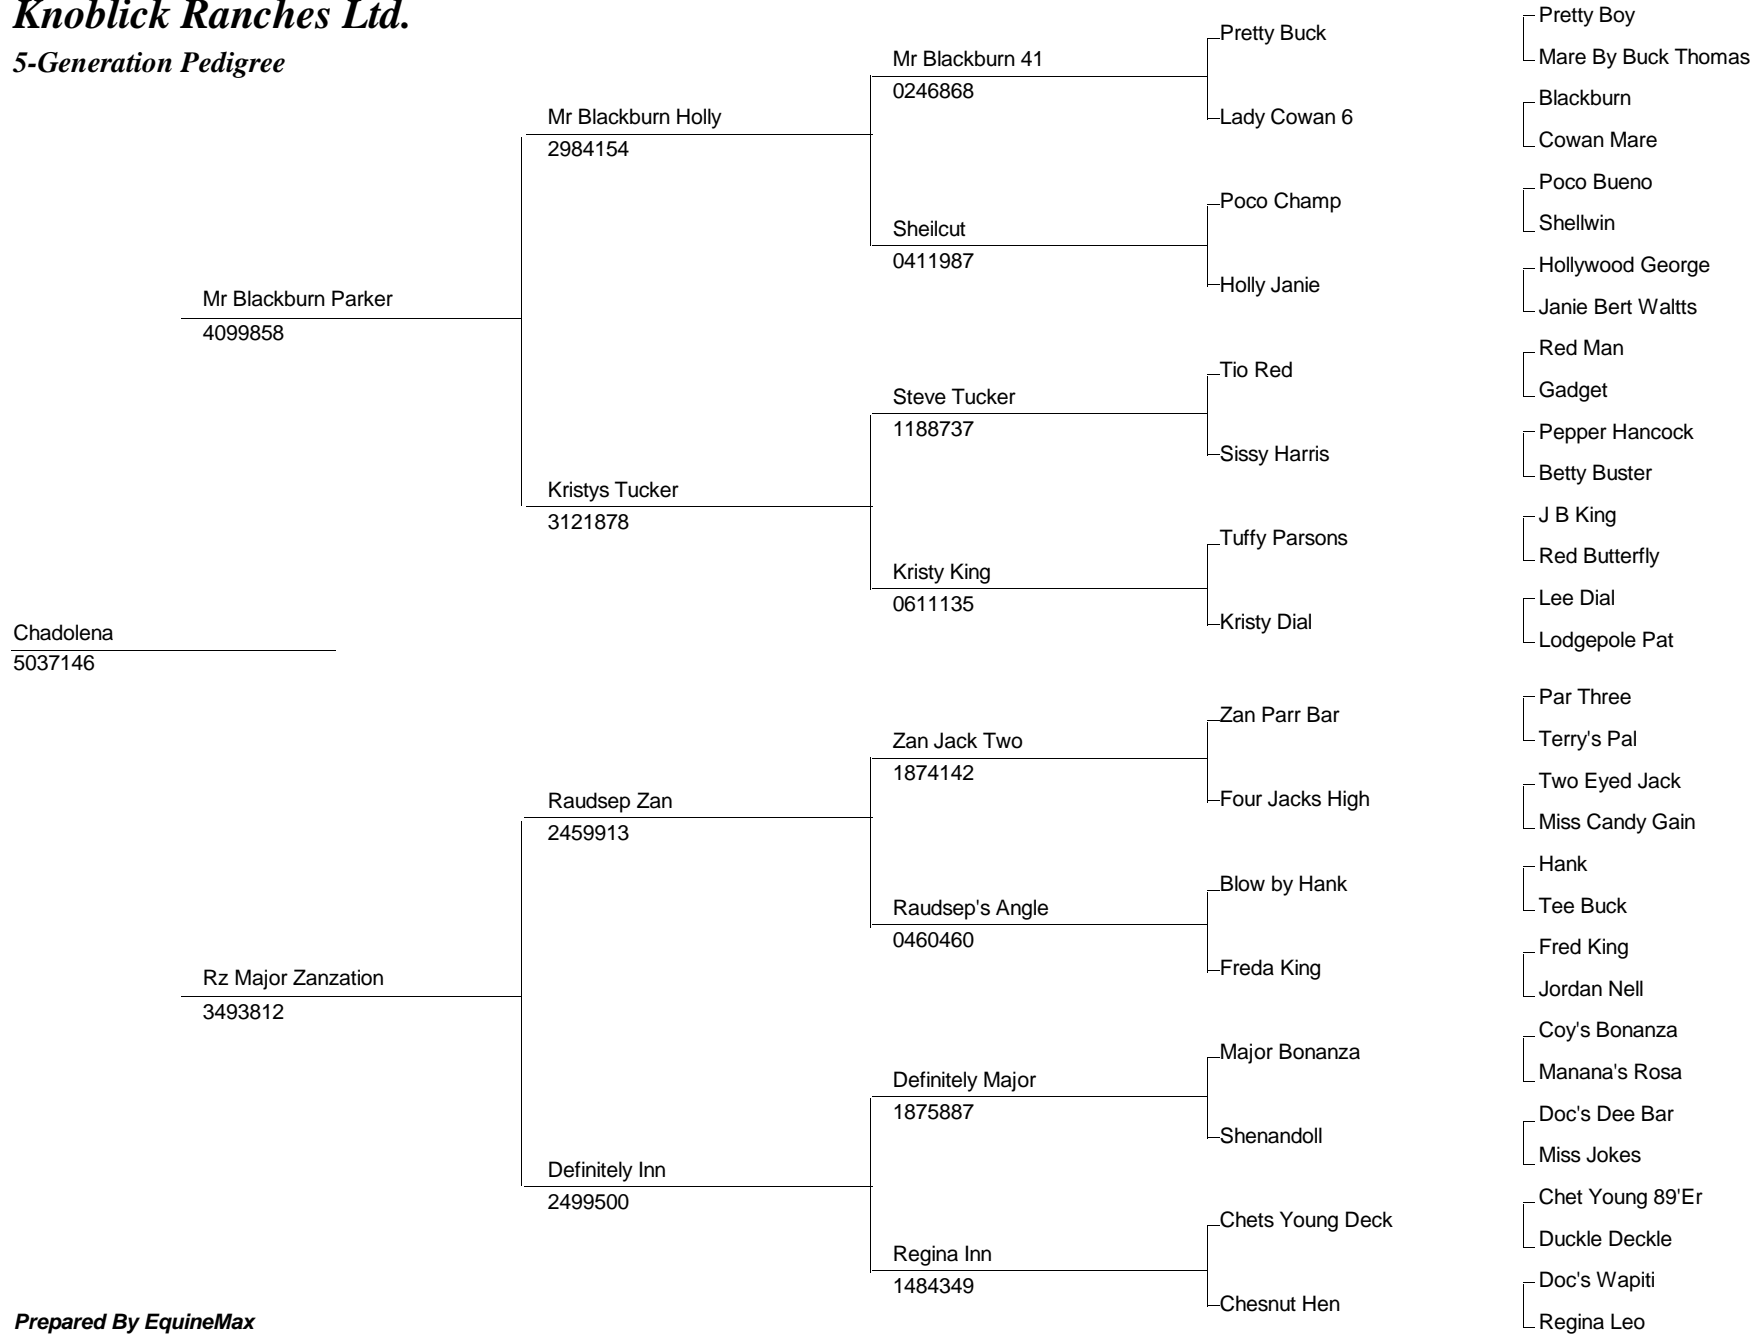 Knoblick Ranches Ltd.
5-Generation Pedigree
Chadolena
5037146
Mr Blackburn Parker
4099858
Rz Major Zanzation
3493812
Mr Blackburn Holly
2984154
Kristys Tucker
3121878
Raudsep Zan
2459913
Definitely Inn
2499500
Mr Blackburn 41
0246868
Sheilcut
0411987
Steve Tucker
1188737
Kristy King
0611135
Zan Jack Two
1874142
Raudsep's Angle
0460460
Definitely Major
1875887
Regina Inn
1484349
Pretty Buck
Lady Cowan 6
Poco Champ
Holly Janie
Tio Red
Sissy Harris
Tuffy Parsons
Kristy Dial
Zan Parr Bar
Four Jacks High
Blow by Hank
Freda King
Major Bonanza
Shenandoll
Chets Young Deck
Chesnut Hen
Pretty Boy
Mare By Buck Thomas
Blackburn
Cowan Mare
Poco Bueno
Shellwin
Hollywood George
Janie Bert Waltts
Red Man
Gadget
Pepper Hancock
Betty Buster
J B King
Red Butterfly
Lee Dial
Lodgepole Pat
Par Three
Terry's Pal
Two Eyed Jack
Miss Candy Gain
Hank
Tee Buck
Fred King
Jordan Nell
Coy's Bonanza
Manana's Rosa
Doc's Dee Bar
Miss Jokes
Chet Young 89'Er
Duckle Deckle
Doc's Wapiti
Regina Leo
Prepared By EquineMax